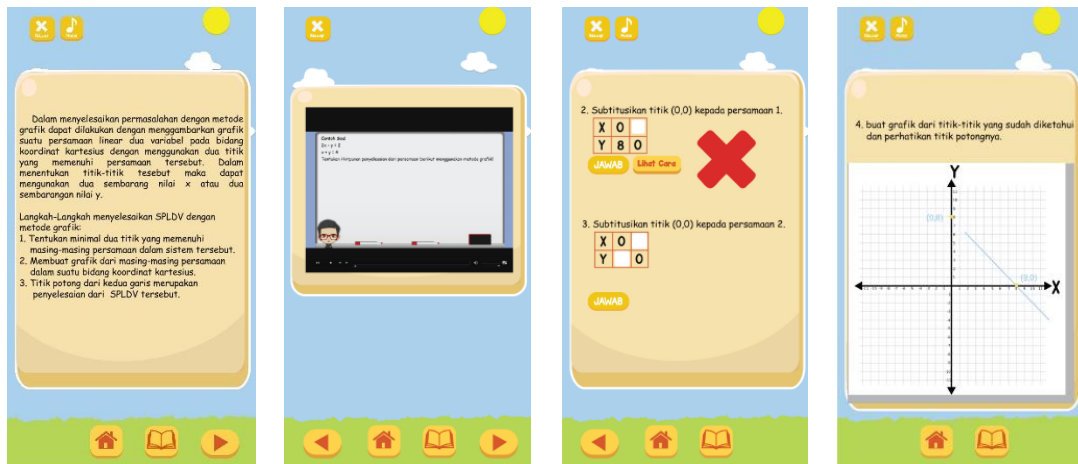 Dalam menyelesaikan permasalahan dengan metode
grafik dapat dilakukan dengan menggambarkan grafik
suatu persamaan linear dua variabel pada bidang
koordinat kartesius dengan menggunakan dua titik
yang memenuhi persamaan tersebut. Dalam
menentukan titik-titik tesebut maka dapat
mengunakan dua sembarang nilai x atau dua
sembarangan nilai y.
Langkah-Langkah menyelesaikan SPLDV dengan
metode grafik:
1. Tentukan minimal dua titik yang memenuhi
masing-masing persamaan dalam sistem tersebut.
2. Membuat grafik dari masing-masing persamaan
dalam suatu bidang koordinat kartesius.
3. Titik potong dari kedua garis merupakan
penyelesaian dari SPLDV tersebut.
Contoh Soal
2x - y = 2
x + y = 4
Tentukan Himpunan penyelesaian dari persamaan berikut menggunakan metode grafik!
2. Subtitusikan titik (0,0) kepada persamaan 1.
X 0
Y 8 0
JAWAB Lihat Cara
3. Subtitusikan titik (0,0) kepada persamaan 2.
X 0
Y 0
JAWAB
4. buat grafik dari titik-titik yang sudah diketahui
dan perhatikan titik potongnya.
Y
X